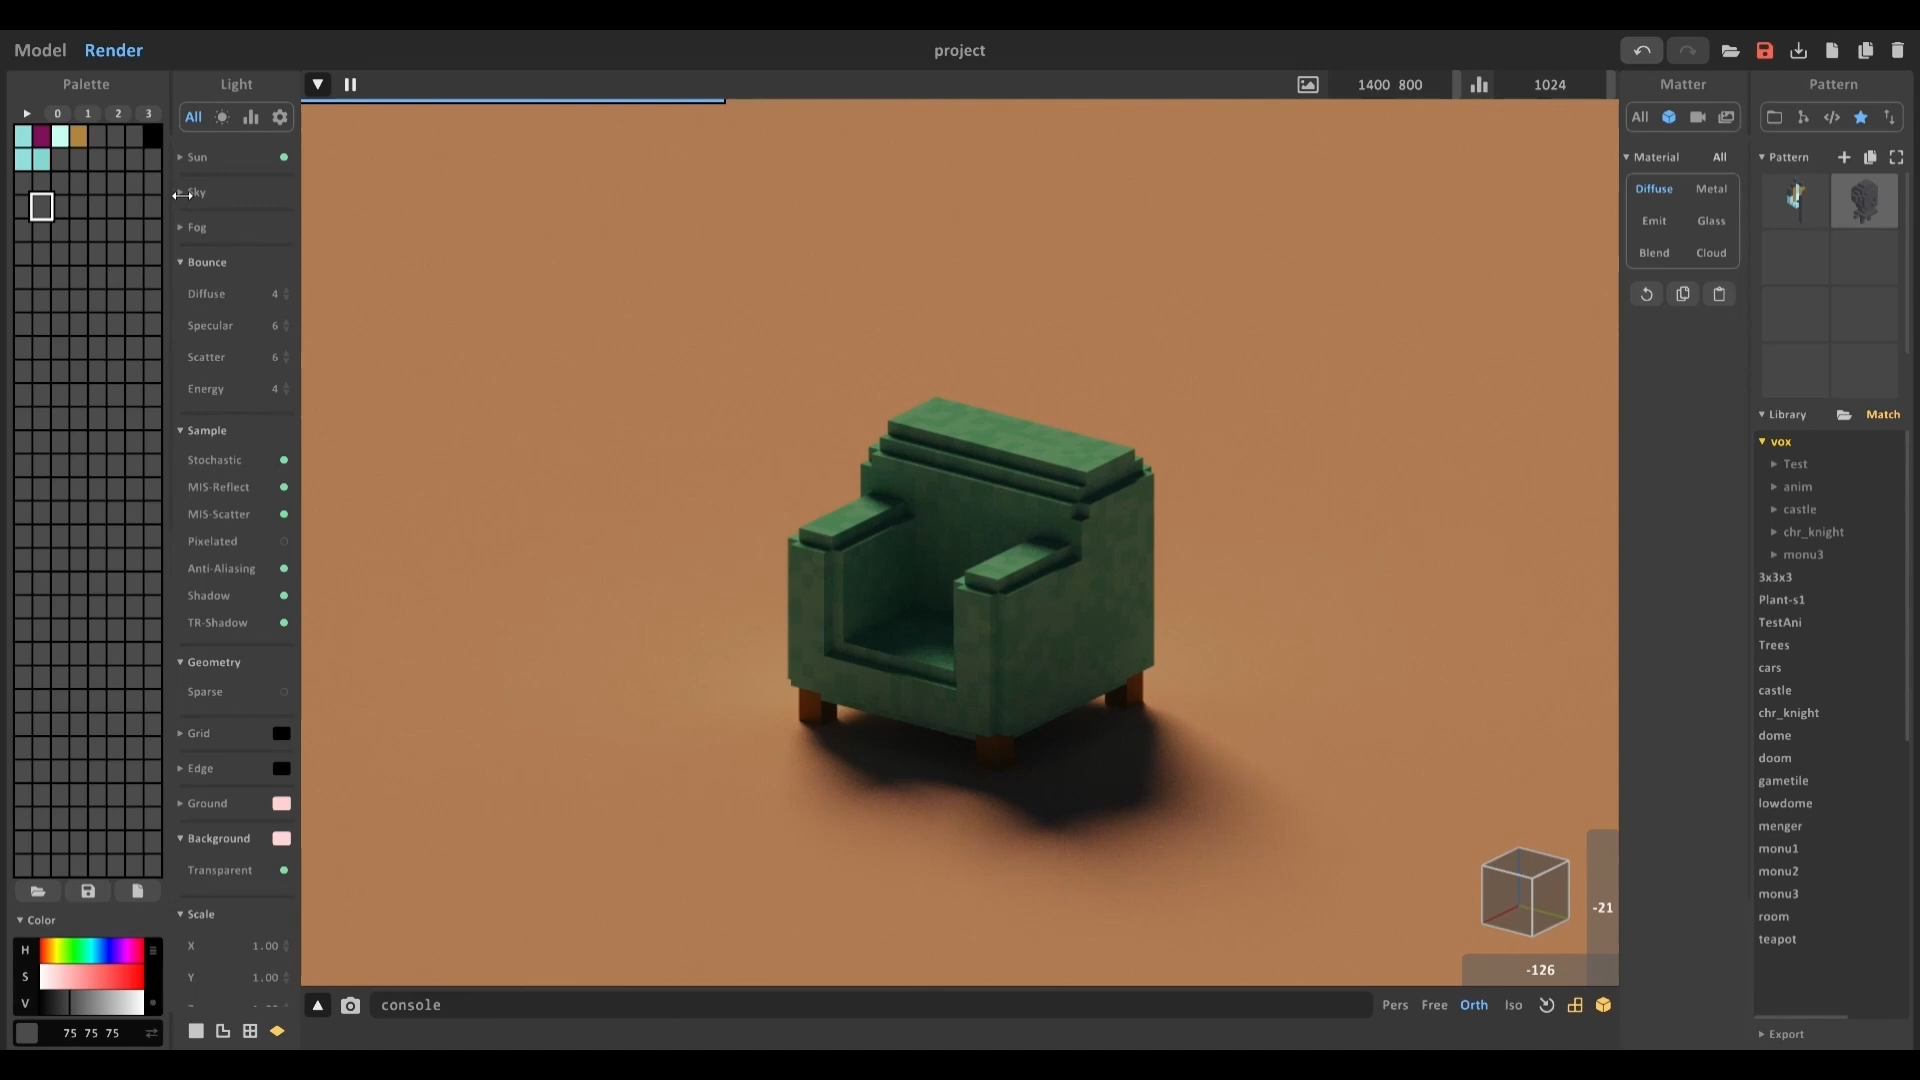 Model Render project
Palette Light 1400 800 1024 Matter Pattern
0 1 2 3
All
All
Sun
Material All
Pattern
Sky
Diffuse Metal
Fog
Emit Glass
Bounce
Blend Cloud
Diffuse 4
Specular 6
Scatter 6
Energy 4
Library Match
Sample
vox
Stochastic
Test
MIS-Reflect
anim
MIS-Scatter
castle
Pixelated
chr_knight
Anti-Aliasing
monu3
Shadow
3x3x3
TR-Shadow
Plant-s1
TestAni
Geometry
Trees
Sparse
cars
castle
Grid
chr_knight
Edge
dome
doom
Ground
gametile
Background
lowdome
Transparent
menger
monu1
monu2
Scale
monu3
X 1.00
room
Y 1.00
teapot
-21
-126
Color
H
S
V
75 75 75
console
Pers Free Orth Iso
Export